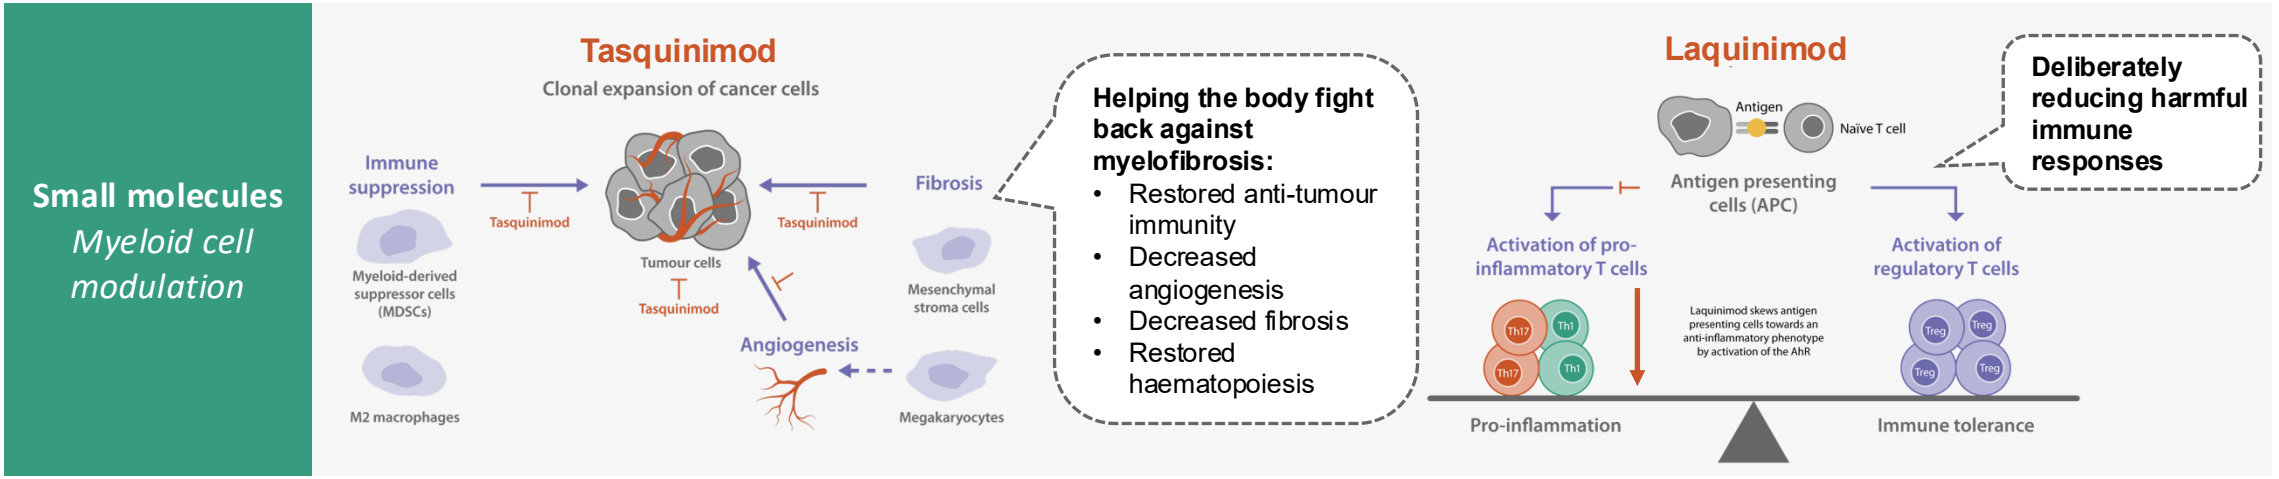 Small molecules
Myeloid cell
modulation
Tasquinimod
Clonal expansion of cancer cells
Immune
suppression
Tasquinimod
Myeloid-derived
suppressor cells
(MDSCs)
M2 macrophages
Tumour cells
Tasquinimod
Tasquinimod
Fibrosis
Mesenchymal
stroma cells
Angiogenesis
Megakaryocytes
Helping the body fight
back against
myelofibrosis:
• Restored anti-tumour
immunity
• Decreased
angiogenesis
• Decreased fibrosis
• Restored
haematopoiesis
Laquinimod
Antigen
Naïve T cell
Antigen presenting
cells (APC)
Activation of pro-
inflammatory T cells
Activation of
regulatory T cells
Th17
Th1
Th17
Th1
Laquinimod skews antigen
presenting cells towards an
anti-inflammatory phenotype
by activation of the AhR
Treg
Treg
Treg
Treg
Pro-inflammation
Immune tolerance
Deliberately
reducing harmful
immune
responses